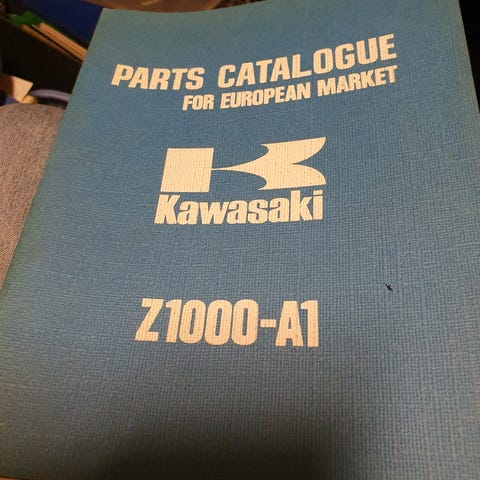 PARTS CATALOGUE
FOR EUROPEAN MARKET
Kawasaki
Z1000-A1